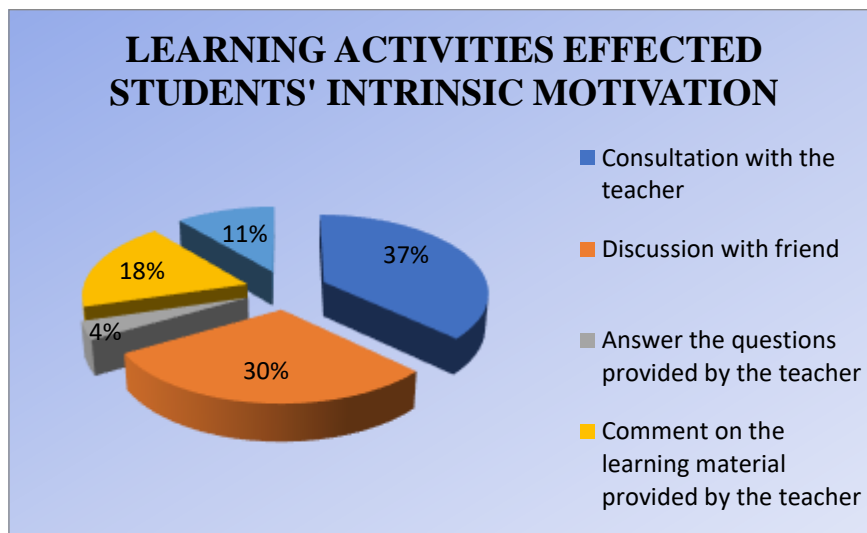 LEARNING ACTIVITIES EFFECTED
STUDENTS' INTRINSIC MOTIVATION
Consultation with the
teacher
Discussion with friend
Answer the questions
provided by the teacher
Comment on the
learning material
provided by the teacher
11%
37%
18%
4%
30%